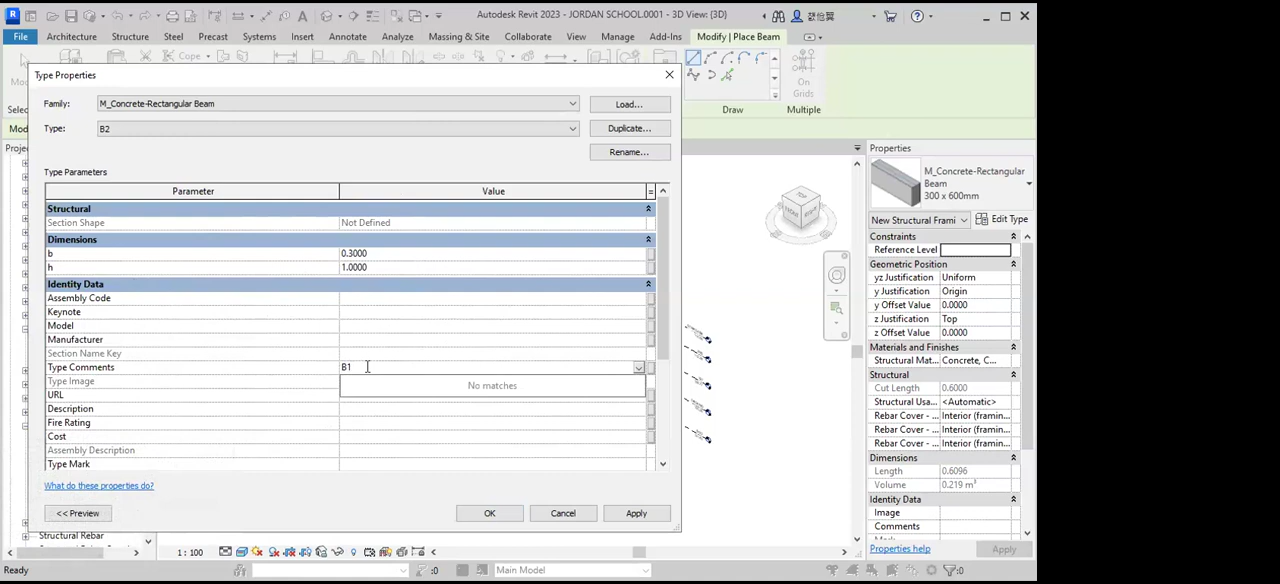 Autodesk Revit 2023 - JORDAN SCHOOL.0001 - 3D View: {3D}
File Architecture Structure Steel Precast Systems Insert Annotate Analyze Massing & Site Collaborate View Manage Add-Ins Modify | Place Beam
Cope
On
Grids
Draw Multiple
Type Properties
Family: M_Concrete-Rectangular Beam Load...
Type: B2 Duplicate...
Rename...
Type Parameters
Parameter Value =
Structural
Section Shape Not Defined
Dimensions
b 0.3000
h 1.0000
Identity Data
Assembly Code
Keynote
Model
Manufacturer
Section Name Key
Type Comments B1
Type Image No matches
URL
Description
Fire Rating
Cost
Assembly Description
Type Mark
What do these properties do?
<< Preview OK Cancel Apply
TOP
Properties
M_Concrete-Rectangular
Beam
300 x 600mm
New Structural Frami Edit Type
Constraints
Reference Level
Geometric Position
yz Justification Uniform
y Justification Origin
y Offset Value 0.0000
z Justification Top
z Offset Value 0.0000
Materials and Finishes
Structural Mat... Concrete, C...
Structural
Cut Length 0.6000
Structural Usa... <Automatic>
Rebar Cover - ... Interior (framin...
Rebar Cover - ... Interior (framin...
Rebar Cover - ... Interior (framin...
Dimensions
Length 0.6096
Volume 0.219 m³
Identity Data
Image
Comments
Properties help Apply
Structural Rebar
1 : 100
Ready :0 Main Model :0